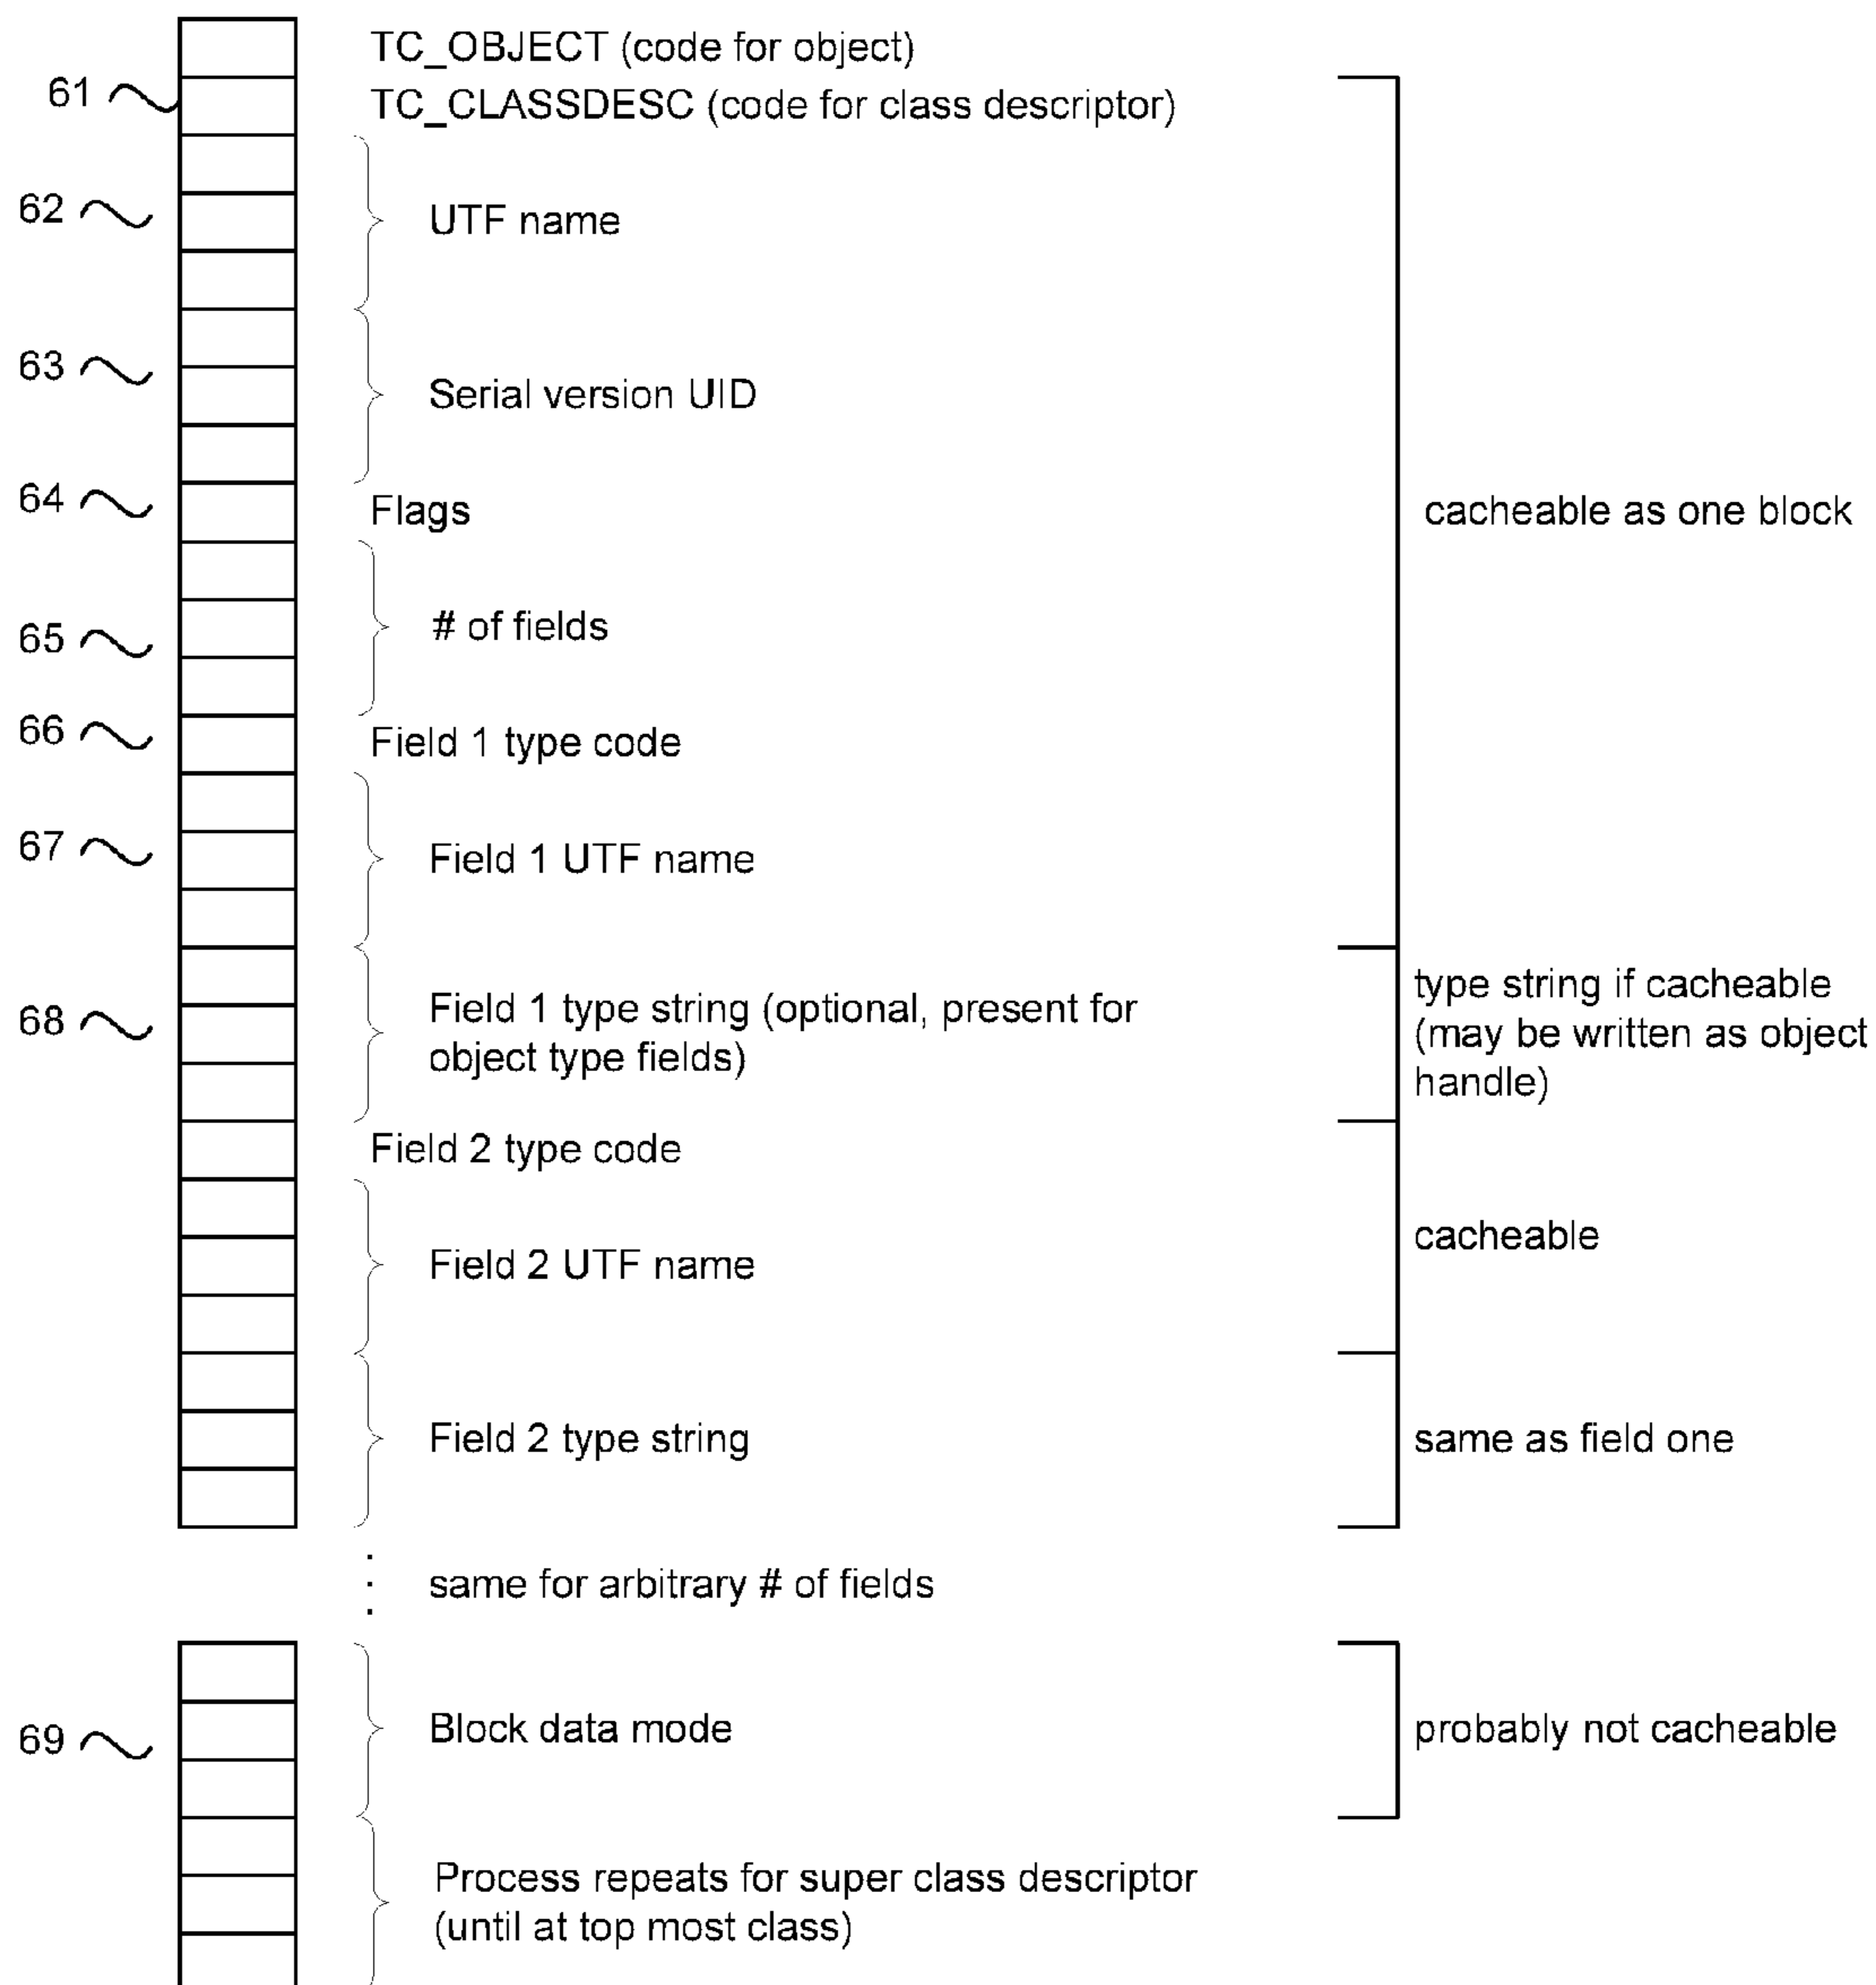 TC_OBJECT (code for object)
61
TC_CLASSDESC (code for class descriptor)
62
UTF name
63
Serial version UID
64
Flags
cacheable as one block
65
# of fields
66
Field 1 type code
67
Field 1 UTF name
68
Field 1 type string (optional, present for
object type fields)
type string if cacheable
(may be written as object
handle)
Field 2 type code
Field 2 UTF name
cacheable
Field 2 type string
same as field one
same for arbitrary # of fields
69
Block data mode
probably not cacheable
Process repeats for super class descriptor
(until at top most class)